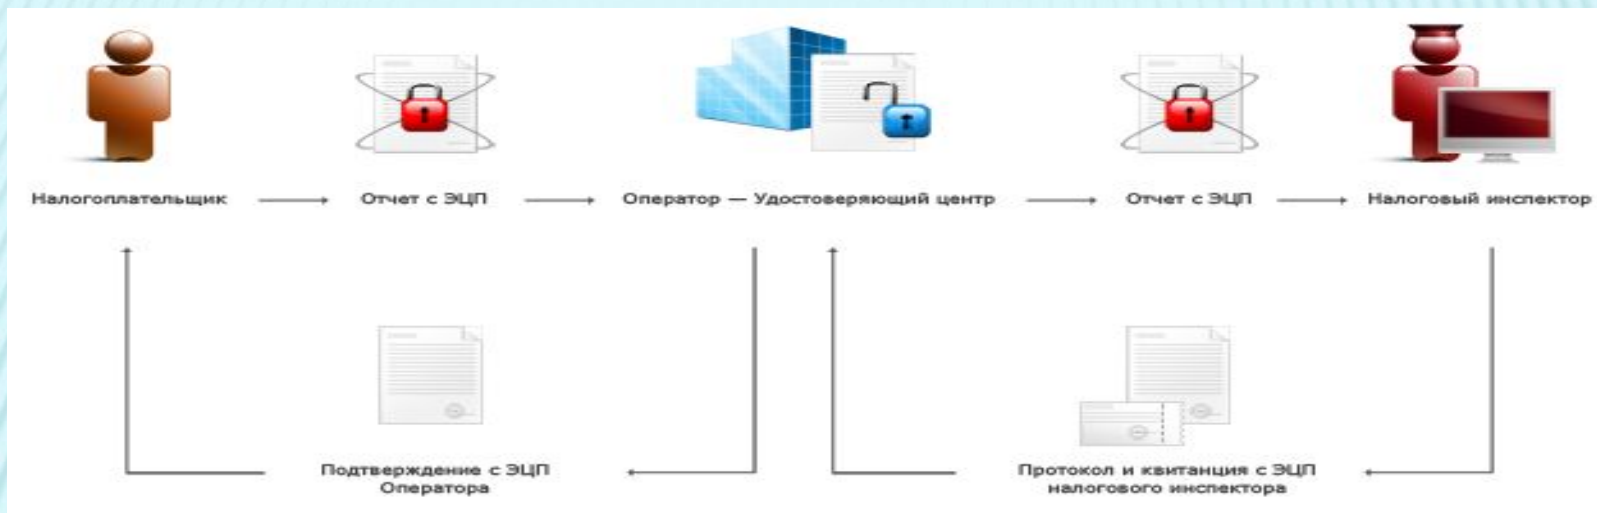 Налогоплательщик
Отчет с ЭЦП
Оператор — Удостоверяющий центр
Отчет с ЭЦП
Налоговый инспектор
Подтверждение с ЭЦП
Оператора
Протокол и квитанция с ЭЦП
налогового инспектора